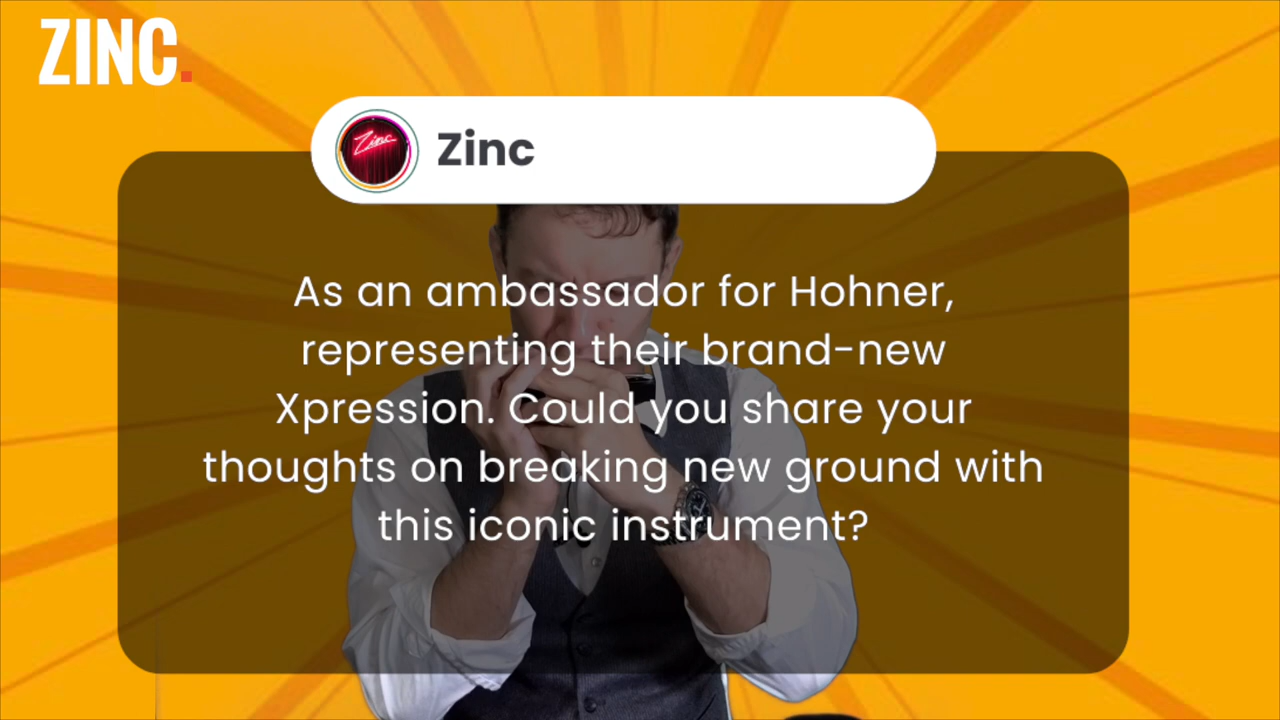 ZINC.
Zinc
Zinc
As an ambassador for Hohner,
representing their brand-new
Xpression. Could you share your
thoughts on breaking new ground with
this iconic instrument?